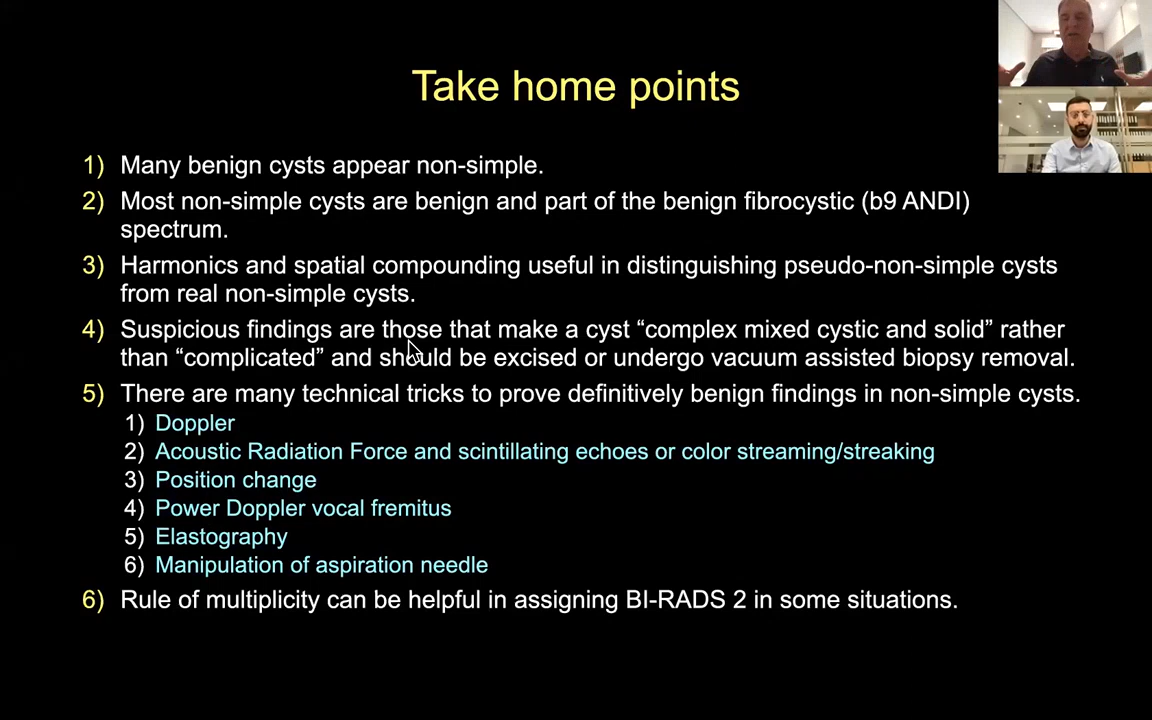 Take home points
1) Many benign cysts appear non-simple.
2) Most non-simple cysts are benign and part of the benign fibrocystic (b9 ANDI)
spectrum.
3) Harmonics and spatial compounding useful in distinguishing pseudo-non-simple cysts
from real non-simple cysts.
4) Suspicious findings are those that make a cyst “complex mixed cystic and solid” rather
than “complicated” and should be excised or undergo vacuum assisted biopsy removal.
5) There are many technical tricks to prove definitively benign findings in non-simple cysts.
1) Doppler
2) Acoustic Radiation Force and scintillating echoes or color streaming/streaking
3) Position change
4) Power Doppler vocal fremitus
5) Elastography
6) Manipulation of aspiration needle
6) Rule of multiplicity can be helpful in assigning BI-RADS 2 in some situations.